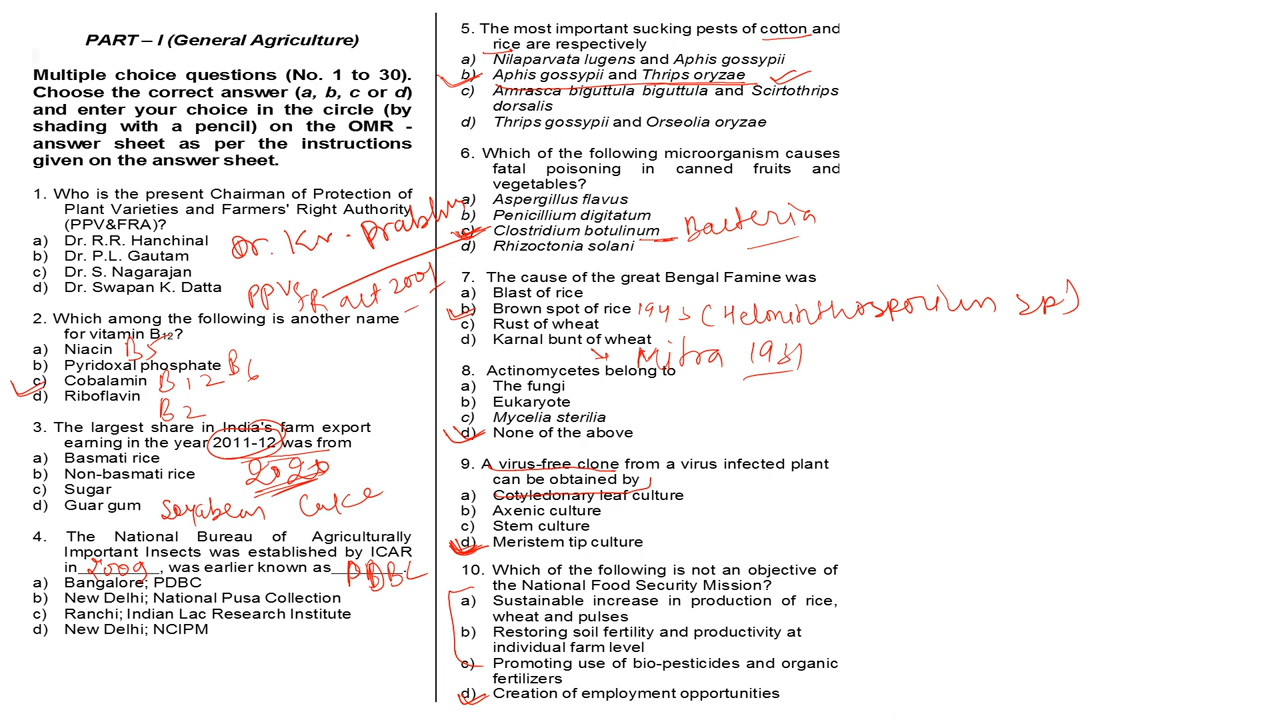 PART – I (General Agriculture)
Multiple choice questions (No. 1 to 30).
Choose the correct answer (a, b, c or d)
and enter your choice in the circle (by
shading with a pencil) on the OMR -
answer sheet as per the instructions
given on the answer sheet.
1. Who is the present Chairman of Protection of
Plant Varieties and Farmers' Right Authority
(PPV&FRA)?
a) Dr. R.R. Hanchinal
b) Dr. P.L. Gautam
c) Dr. S. Nagarajan
d) Dr. Swapan K. Datta
Dr. Kv. Prabhu
PPV& FR act 2001
2. Which among the following is another name
for vitamin B12?
a) Niacin B5
b) Pyridoxal phosphate B6
c) Cobalamin B12
d) Riboflavin B2
3. The largest share in India's farm export
earning in the year 2011-12 was from
a) Basmati rice
b) Non-basmati rice 2020
c) Sugar
d) Guar gum Soyabean Cake
4. The National Bureau of Agriculturally
Important Insects was established by ICAR
in 2009, was earlier known as PDBC.
a) Bangalore; PDBC
b) New Delhi; National Pusa Collection
c) Ranchi; Indian Lac Research Institute
d) New Delhi; NCIPM
5. The most important sucking pests of cotton and
rice are respectively
a) Nilaparvata lugens and Aphis gossypii
b) Aphis gossypii and Thrips oryzae
c) Amrasca biguttula biguttula and Scirtothrips
dorsalis
d) Thrips gossypii and Orseolia oryzae
6. Which of the following microorganism causes
fatal poisoning in canned fruits and
vegetables?
a) Aspergillus flavus
b) Penicillium digitatum
c) Clostridium botulinum Bacteria
d) Rhizoctonia solani
7. The cause of the great Bengal Famine was
a) Blast of rice
b) Brown spot of rice 1943 (Helminthosporium sp)
c) Rust of wheat
d) Karnal bunt of wheat
Mitra 1931
8. Actinomycetes belong to
a) The fungi
b) Eukaryote
c) Mycelia sterilia
d) None of the above
9. A virus-free clone from a virus infected plant
can be obtained by
a) Cotyledonary leaf culture
b) Axenic culture
c) Stem culture
d) Meristem tip culture
10. Which of the following is not an objective of
the National Food Security Mission?
a) Sustainable increase in production of rice,
wheat and pulses
b) Restoring soil fertility and productivity at
individual farm level
c) Promoting use of bio-pesticides and organic
fertilizers
d) Creation of employment opportunities